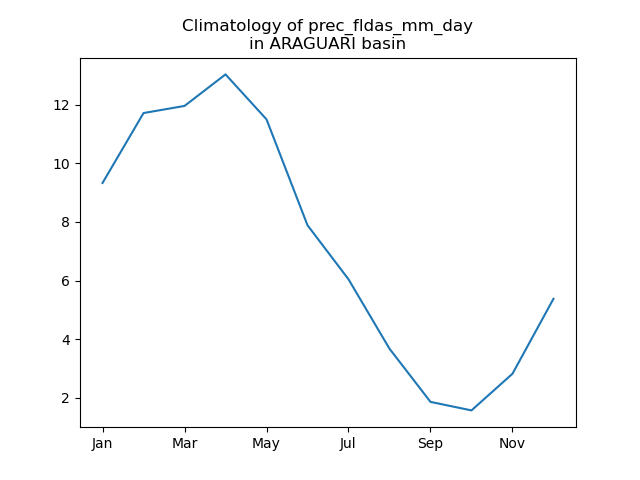 Climatology of prec_fldas_mm_day
in ARAGUARI basin
12
10
8
6
4
2
Jan
Mar
May
Jul
Sep
Nov